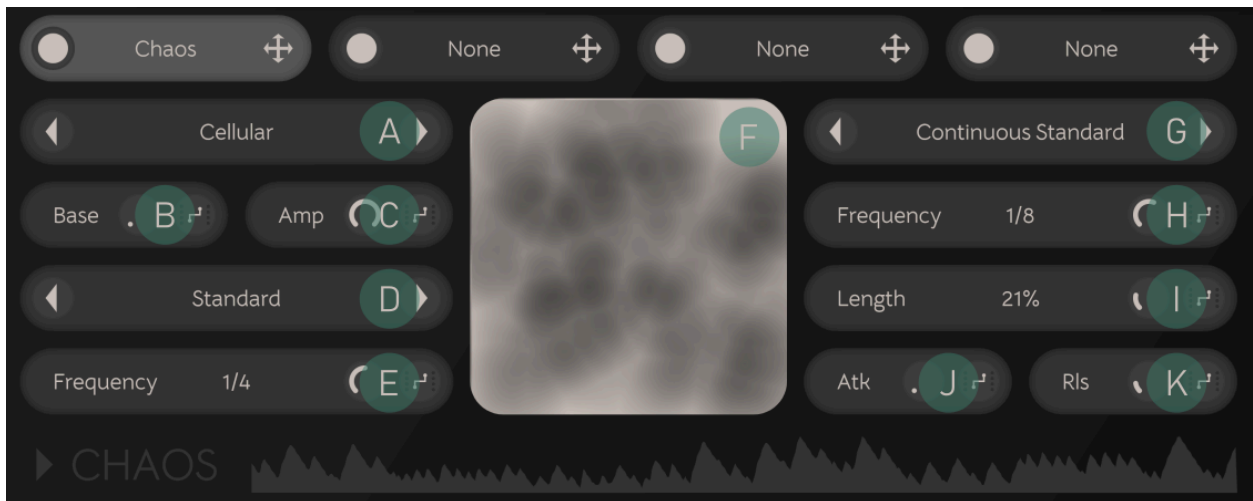 Chaos None None None
Cellular A F Continuous Standard G
Base B Amp C Frequency 1/8 H
Standard D Length 21% I
Frequency 1/4 E Atk J Rls K
CHAOS